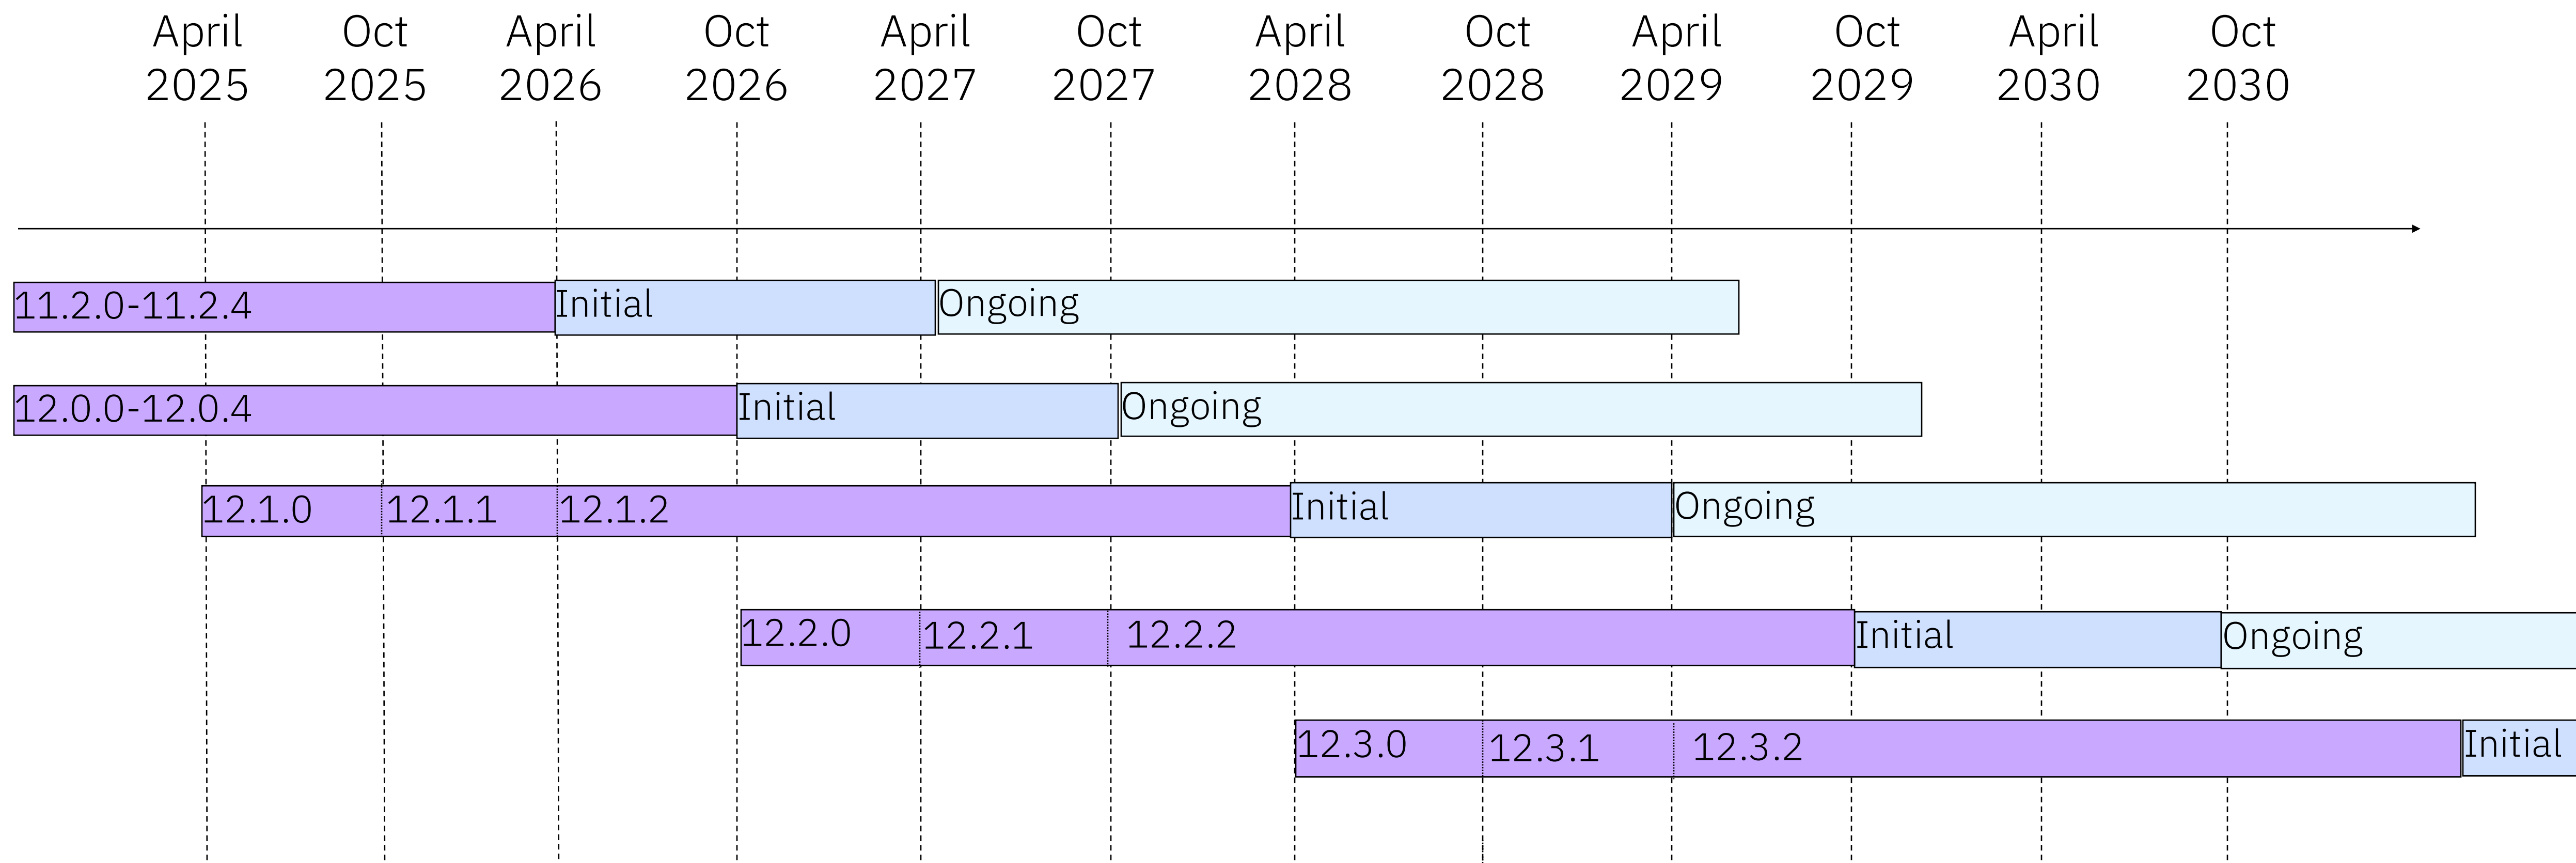 April Oct April Oct April Oct April Oct April Oct April Oct
2025 2025 2026 2026 2027 2027 2028 2028 2029 2029 2030 2030
11.2.0-11.2.4 Initial Ongoing
12.0.0-12.0.4 Initial Ongoing
12.1.0 12.1.1 12.1.2 Initial Ongoing
12.2.0 12.2.1 12.2.2 Initial Ongoing
12.3.0 12.3.1 12.3.2 Initial